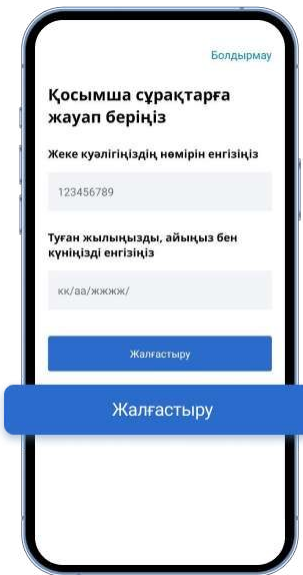 Болдырмау
Қосымша сұрақтарға
жауап беріңіз
Жеке куәлігіңіздің нөмірін енгізіңіз
123456789
Туған жылыңызды, айыңыз бен
күніңізді енгізіңіз
кк/аа/жжжж/
Жалғастыру
Жалғастыру